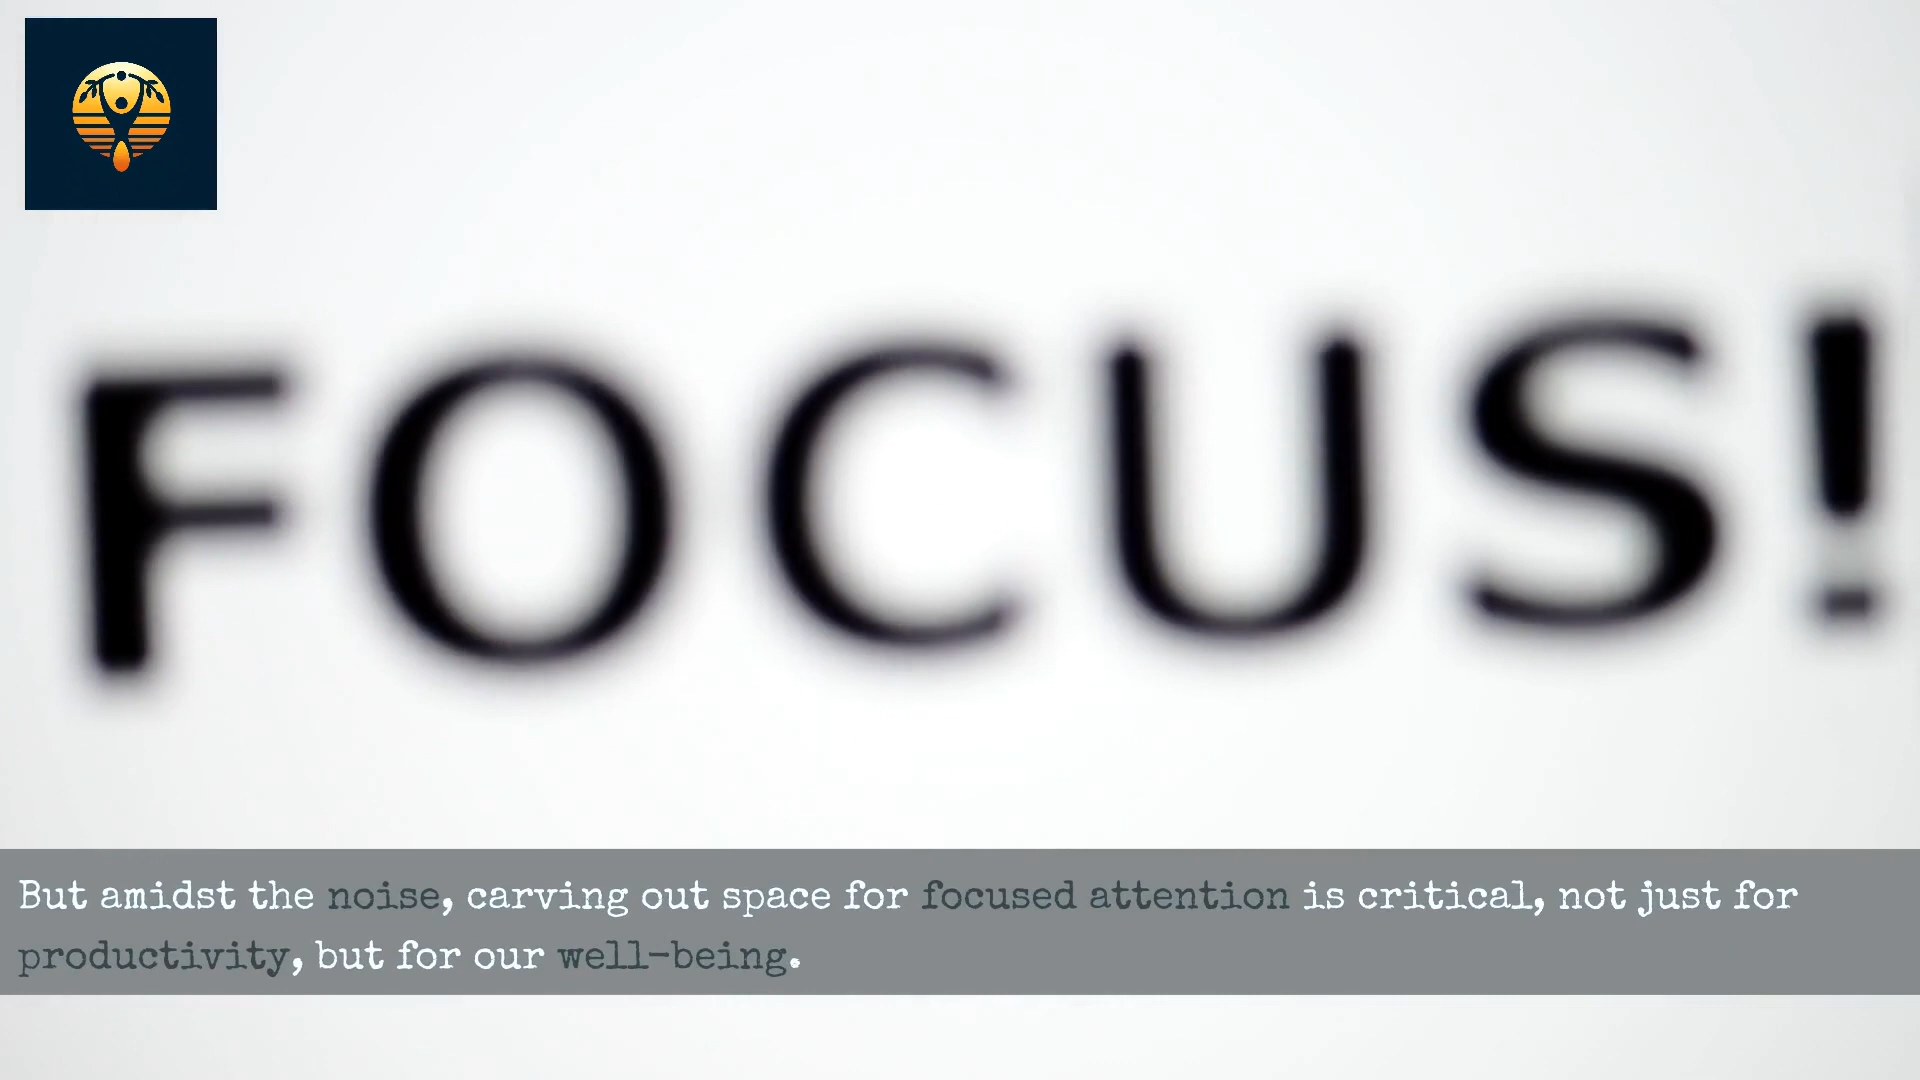 FOCUS!
But amidst the noise, carving out space for focused attention is critical, not just for
productivity, but for our well-being.